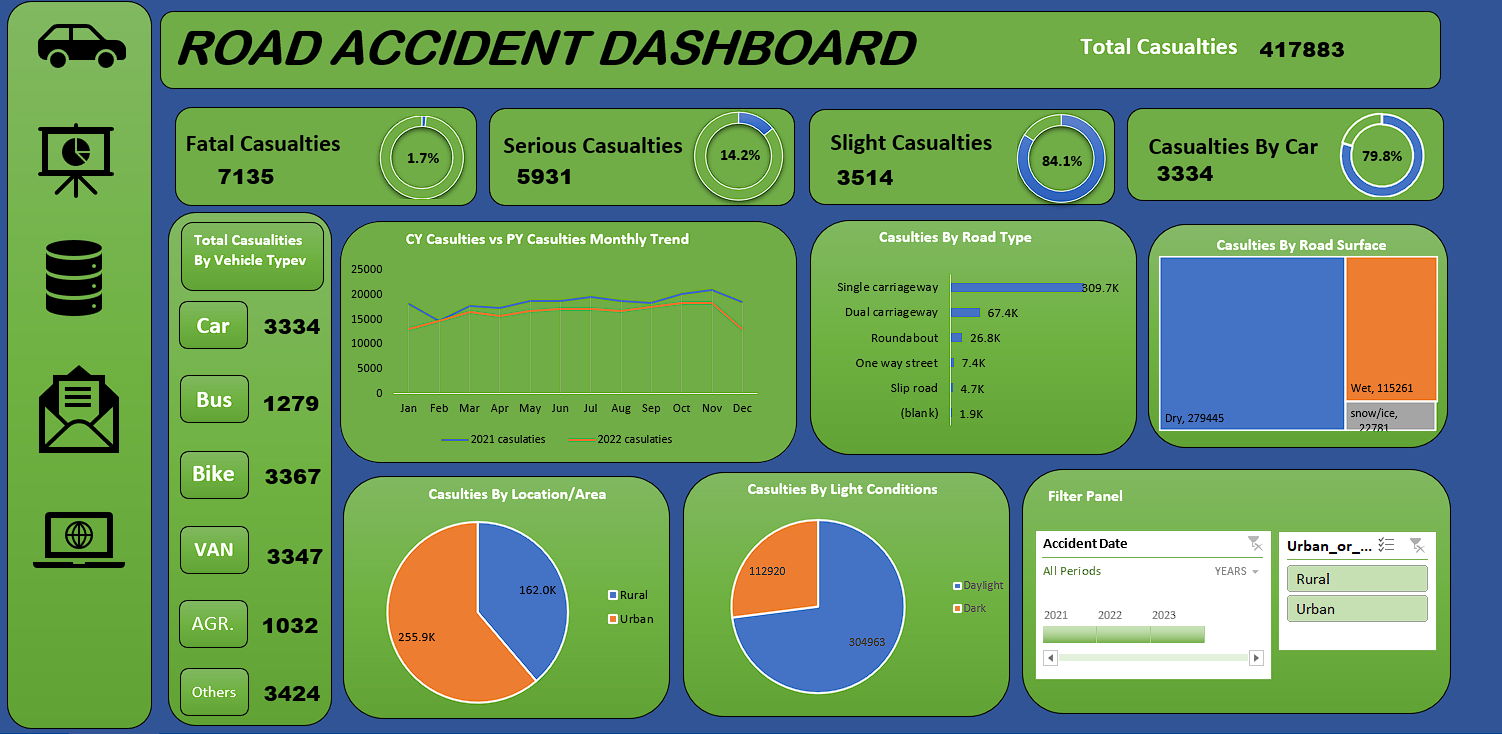 ROAD ACCIDENT DASHBOARD
Total Casualties 417883
Fatal Casualties
7135
1.7%
Serious Casualties
5931
14.2%
Slight Casualties
3514
84.1%
Casualties By Car
3334
79.8%
Total Casualities
By Vehicle Typev
Car 3334
Bus 1279
Bike 3367
VAN 3347
AGR. 1032
Others 3424
CY Casulties vs PY Casulties Monthly Trend
25000
20000
15000
10000
5000
0
Jan Feb Mar Apr May Jun Jul Aug Sep Oct Nov Dec
2021 casulaties 2022 casulaties
Casulties By Road Type
Single carriageway 309.7K
Dual carriageway 67.4K
Roundabout 26.8K
One way street 7.4K
Slip road 4.7K
(blank) 1.9K
Casulties By Road Surface
Dry, 279445
Wet, 115261
snow/ice,
22781
Casulties By Location/Area
162.0K
255.9K
Rural
Urban
Casulties By Light Conditions
112920
304963
Daylight
Dark
Filter Panel
Accident Date
All Periods YEARS
2021 2022 2023
Urban_or_...
Rural
Urban